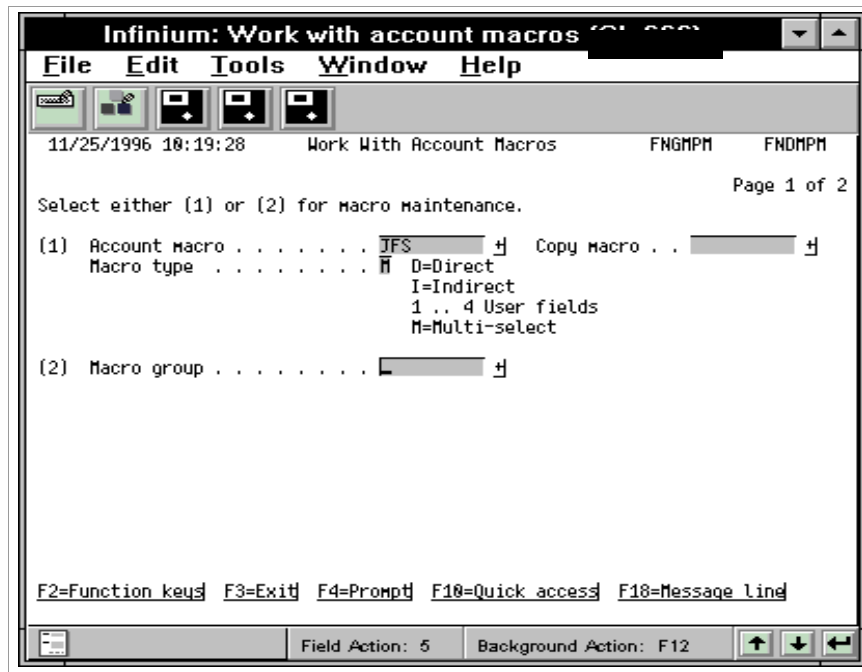 Infinium: Work with account macros
File Edit Tools Window Help
11/25/1996 10:19:28 Work With Account Macros FNGMPM FNDMPM
Page 1 of 2
Select either (1) or (2) for macro maintenance.
(1) Account macro . . . . . . . JFS + Copy macro . . +
Macro type . . . . . . . . M D=Direct
I=Indirect
1 .. 4 User fields
M=Multi-select
(2) Macro group . . . . . . . . +
F2=Function keys F3=Exit F4=Prompt F10=Quick access F18=Message line
Field Action: 5 Background Action: F12